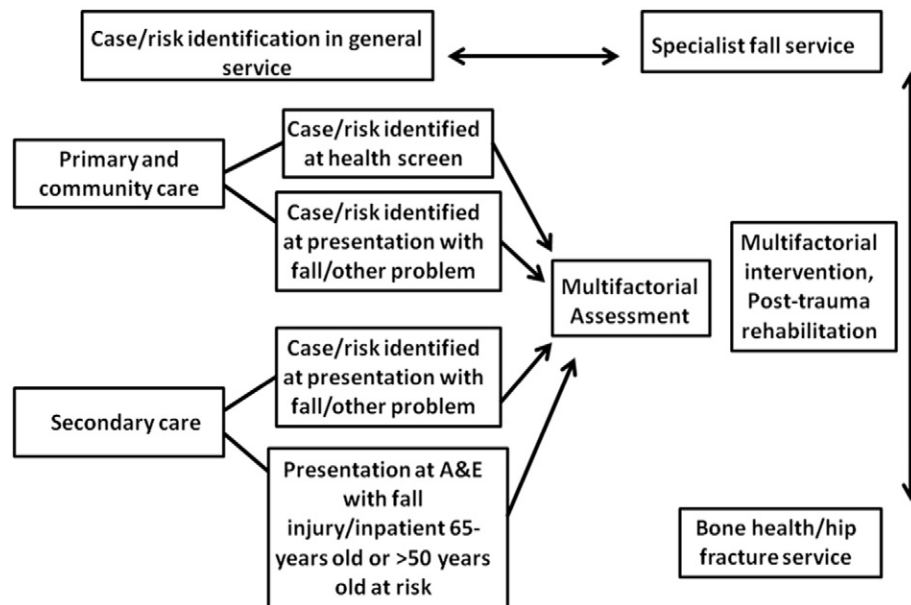 Case/risk identification in general
service
Specialist fall service
Primary and
community care
Case/risk identified
at health screen
Case/risk identified
at presentation with
fall/other problem
Multifactorial
Assessment
Multifactorial
intervention,
Post-trauma
rehabilitation
Secondary care
Case/risk identified
at presentation with
fall/other problem
Presentation at A&E
with fall
injury/inpatient 65-
years old or >50 years
old at risk
Bone health/hip
fracture service